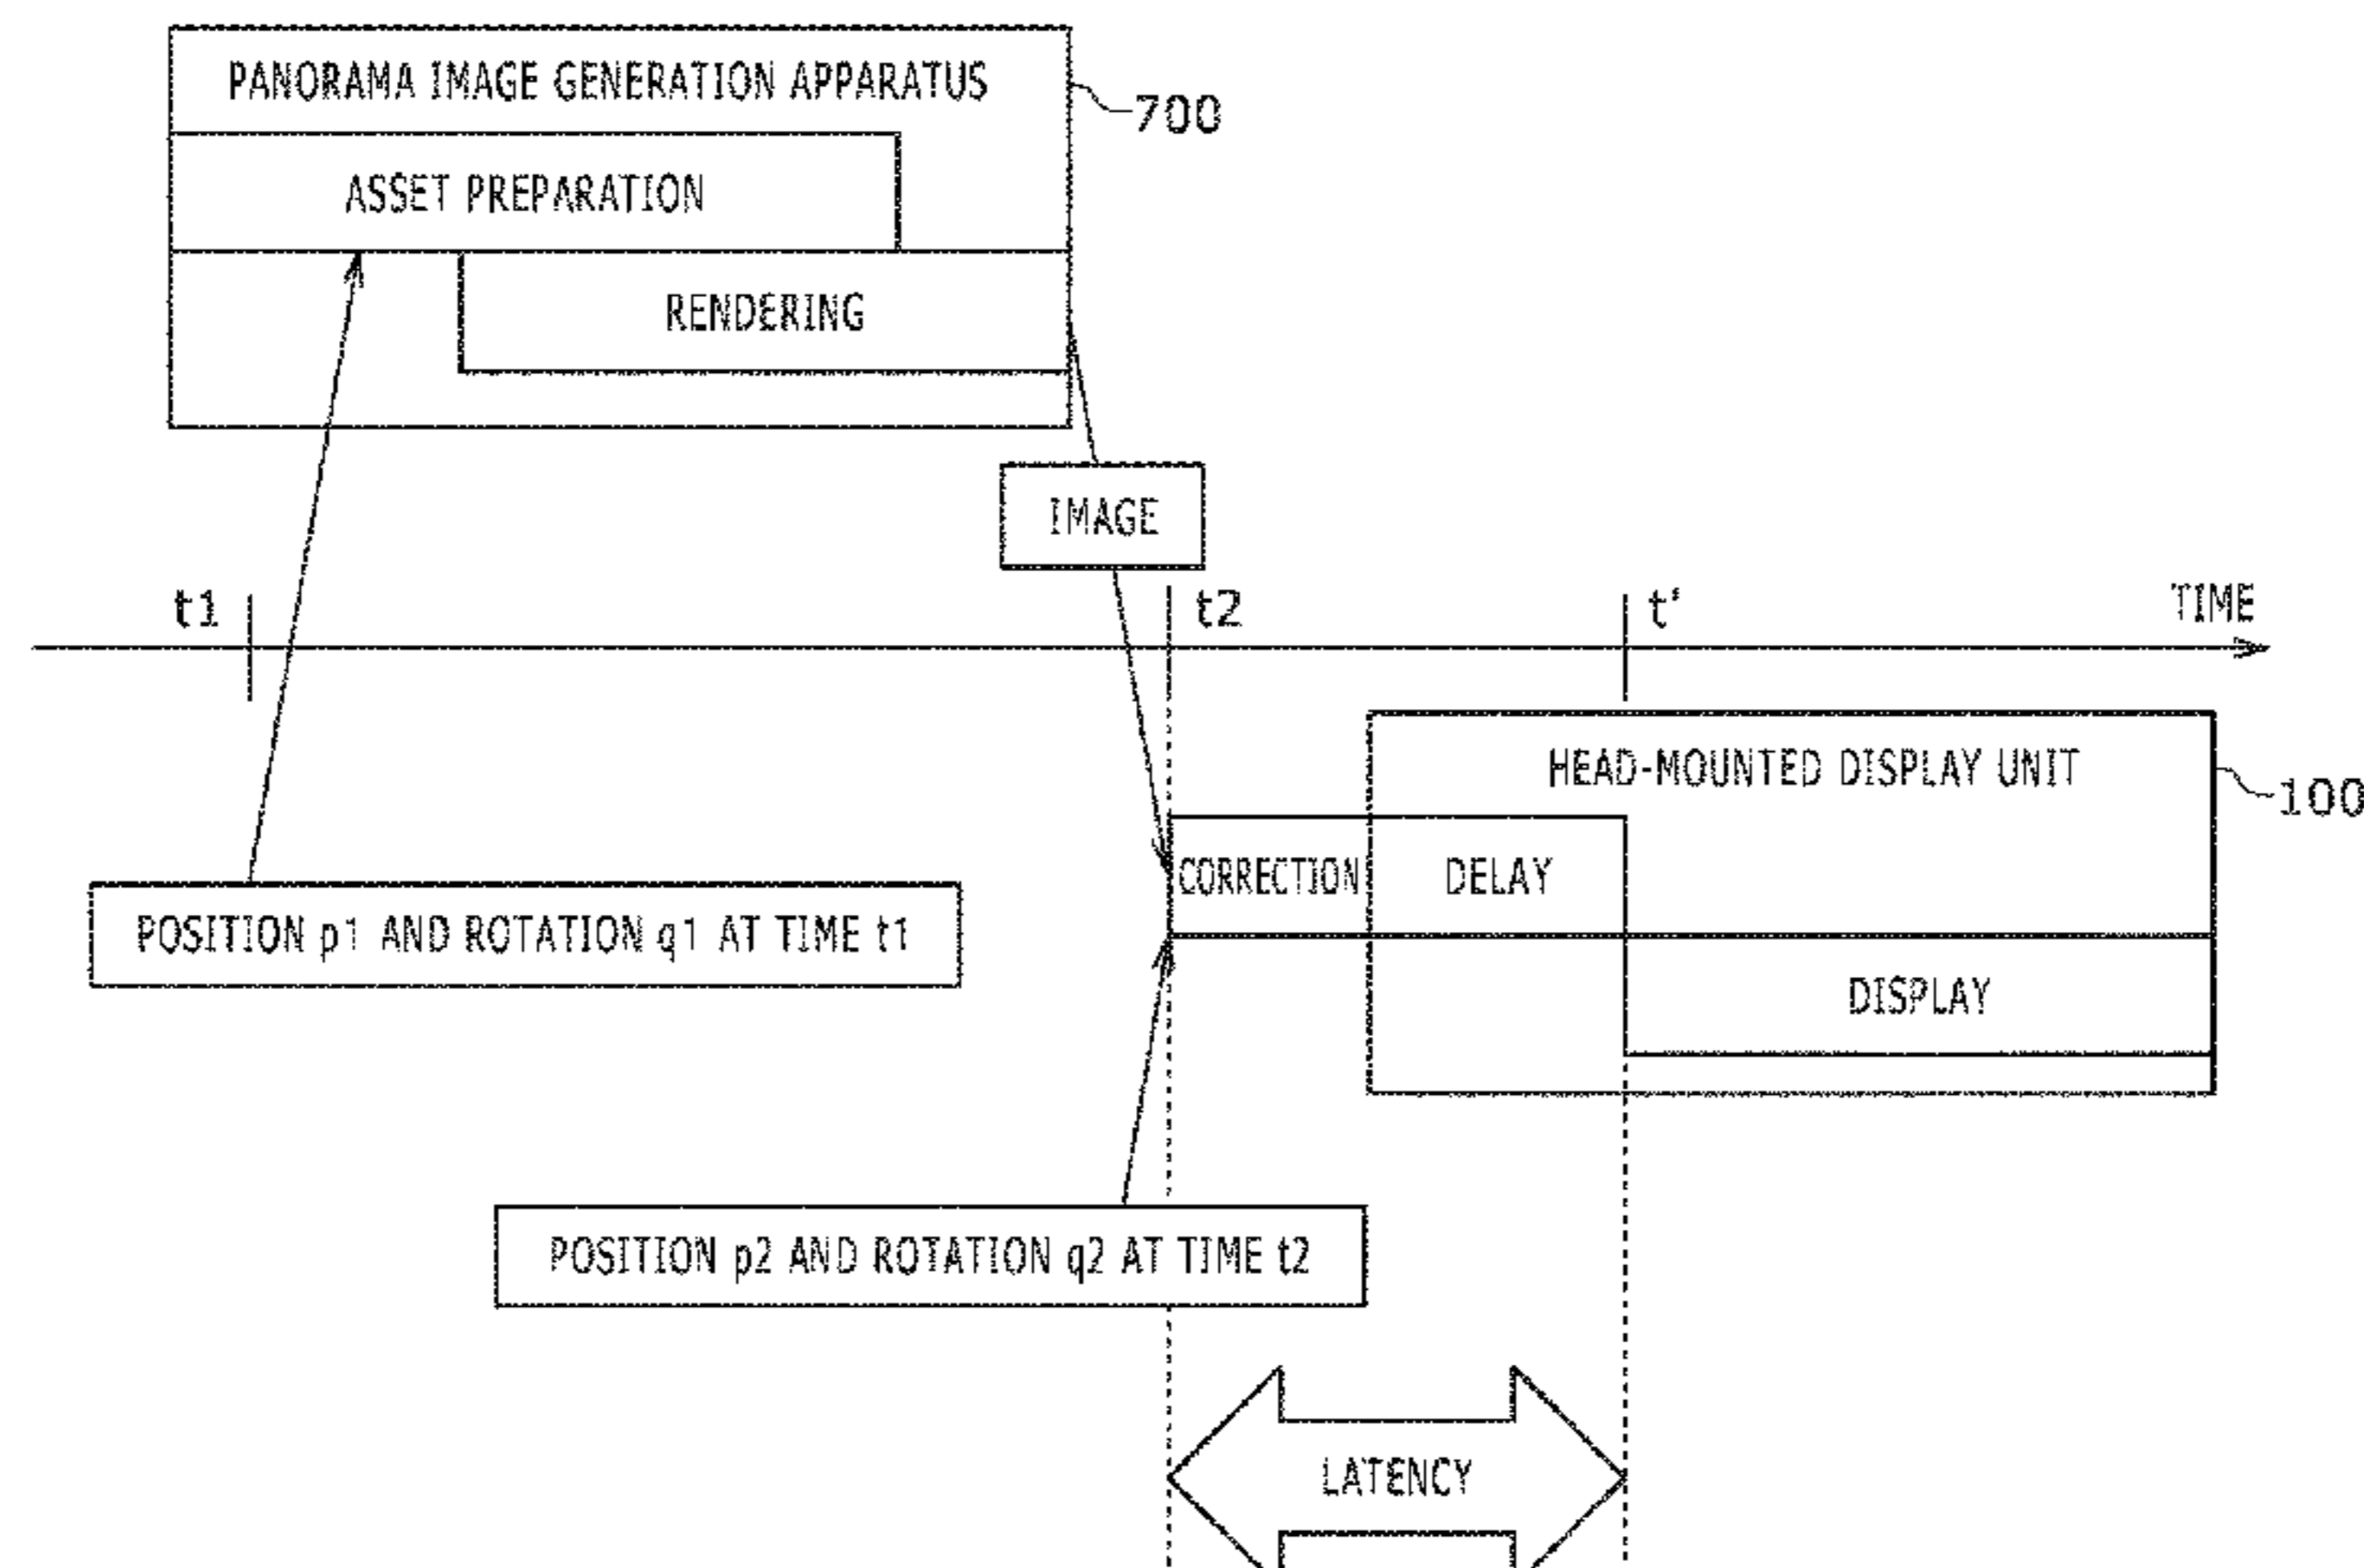 PANORAMA IMAGE GENERATION APPARATUS
700
ASSET PREPARATION
RENDERING
IMAGE
t1
t2
t'
TIME
HEAD-MOUNTED DISPLAY UNIT
100
CORRECTION
DELAY
POSITION p1 AND ROTATION q1 AT TIME t1
DISPLAY
POSITION p2 AND ROTATION q2 AT TIME t2
LATENCY